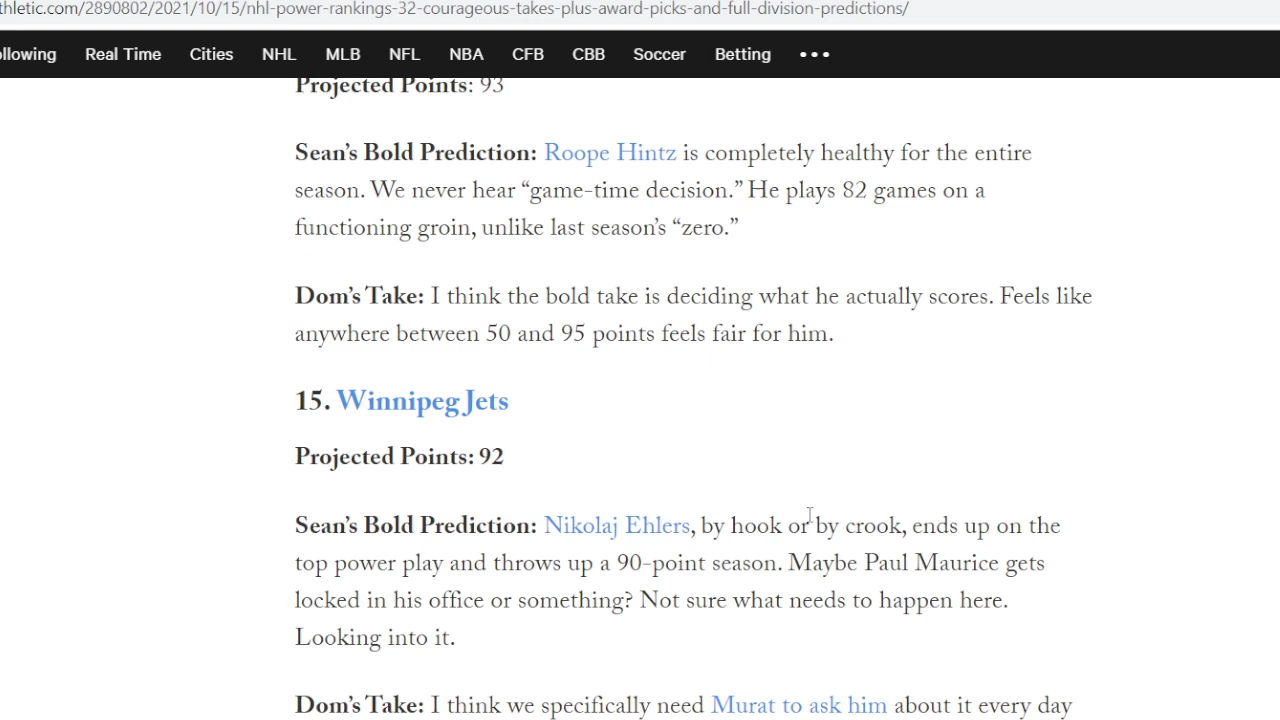 thletic.com/2890802/2021/10/15/nhl-power-rankings-32-courageous-takes-plus-award-picks-and-full-division-predictions/
ollowing Real Time Cities NHL MLB NFL NBA CFB CBB Soccer Betting •••
Projected Points: 93
Sean’s Bold Prediction: Roope Hintz is completely healthy for the entire
season. We never hear “game-time decision.” He plays 82 games on a
functioning groin, unlike last season’s “zero.”
Dom’s Take: I think the bold take is deciding what he actually scores. Feels like
anywhere between 50 and 95 points feels fair for him.
15. Winnipeg Jets
Projected Points: 92
Sean’s Bold Prediction: Nikolaj Ehlers, by hook or by crook, ends up on the
top power play and throws up a 90-point season. Maybe Paul Maurice gets
locked in his office or something? Not sure what needs to happen here.
Looking into it.
Dom’s Take: I think we specifically need Murat to ask him about it every day